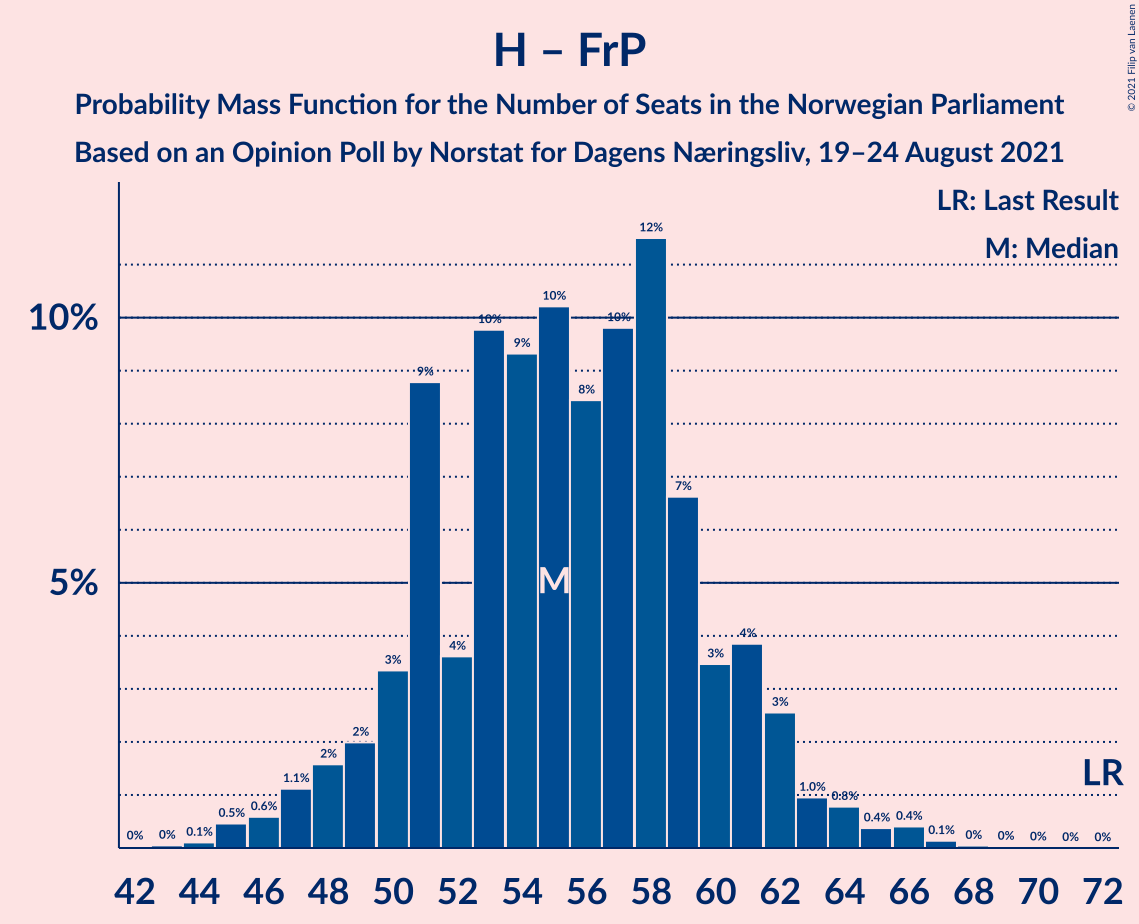 H – FrP
Probability Mass Function for the Number of Seats in the Norwegian Parliament
Based on an Opinion Poll by Norstat for Dagens Næringsliv, 19–24 August 2021
© 2021 Filip van Laenen
LR: Last Result
M: Median
10%
5%
0% 0% 0.1% 0.5% 0.6% 1.1% 2% 2% 3% 9% 4% 10% 9% 10% 8% 10% 12% 7% 3% 4% 3% 1.0% 0.8% 0.4% 0.4% 0.1% 0% 0% 0% 0% 0%
M
LR
42 44 46 48 50 52 54 56 58 60 62 64 66 68 70 72